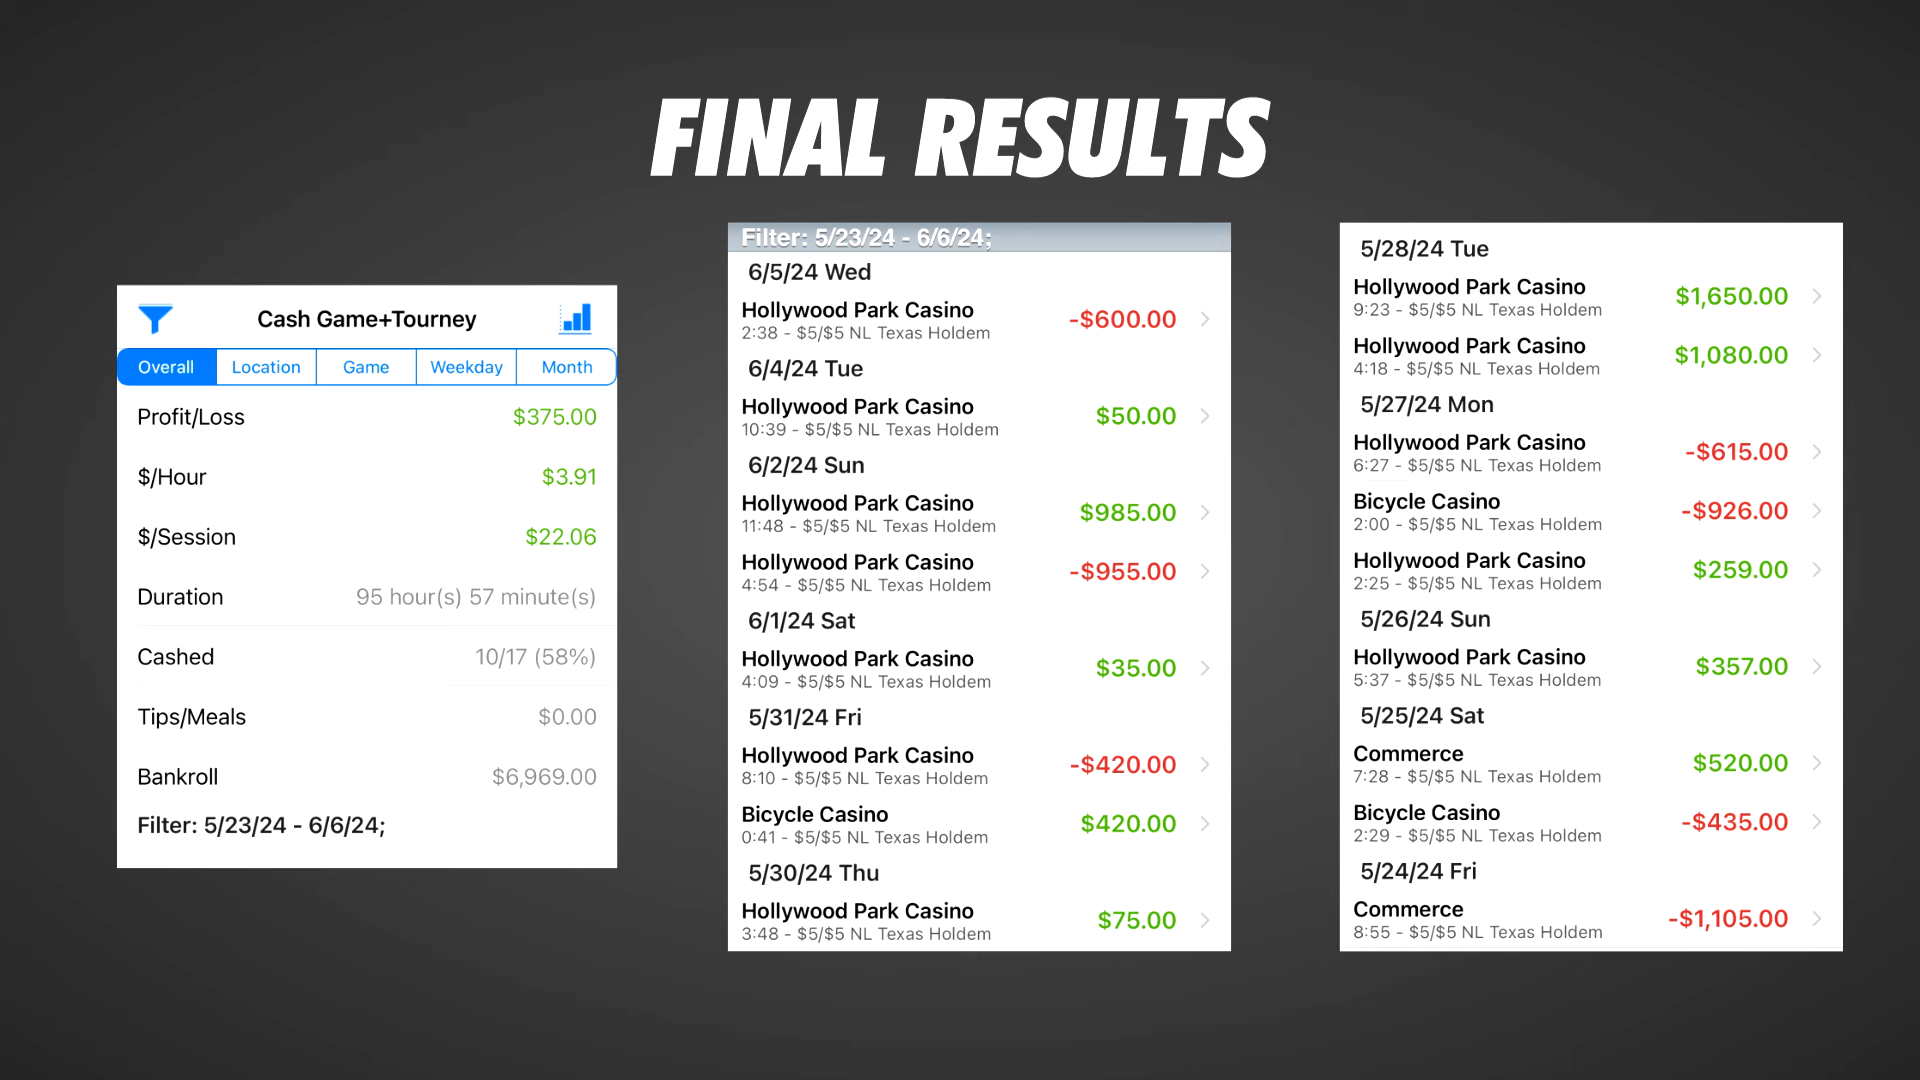 FINAL RESULTS
Cash Game+Tourney
Overall Location Game Weekday Month
Profit/Loss $375.00
$/Hour $3.91
$/Session $22.06
Duration 95 hour(s) 57 minute(s)
Cashed 10/17 (58%)
Tips/Meals $0.00
Bankroll $6,969.00
Filter: 5/23/24 - 6/6/24;
Filter: 5/23/24 - 6/6/24;
6/5/24 Wed
Hollywood Park Casino -$600.00
2:38 - $5/$5 NL Texas Holdem
6/4/24 Tue
Hollywood Park Casino $50.00
10:39 - $5/$5 NL Texas Holdem
6/2/24 Sun
Hollywood Park Casino $985.00
11:48 - $5/$5 NL Texas Holdem
Hollywood Park Casino -$955.00
4:54 - $5/$5 NL Texas Holdem
6/1/24 Sat
Hollywood Park Casino $35.00
4:09 - $5/$5 NL Texas Holdem
5/31/24 Fri
Hollywood Park Casino -$420.00
8:10 - $5/$5 NL Texas Holdem
Bicycle Casino $420.00
0:41 - $5/$5 NL Texas Holdem
5/30/24 Thu
Hollywood Park Casino $75.00
3:48 - $5/$5 NL Texas Holdem
5/28/24 Tue
Hollywood Park Casino $1,650.00
9:23 - $5/$5 NL Texas Holdem
Hollywood Park Casino $1,080.00
4:18 - $5/$5 NL Texas Holdem
5/27/24 Mon
Hollywood Park Casino -$615.00
6:27 - $5/$5 NL Texas Holdem
Bicycle Casino -$926.00
2:00 - $5/$5 NL Texas Holdem
Hollywood Park Casino $259.00
2:25 - $5/$5 NL Texas Holdem
5/26/24 Sun
Hollywood Park Casino $357.00
5:37 - $5/$5 NL Texas Holdem
5/25/24 Sat
Commerce $520.00
7:28 - $5/$5 NL Texas Holdem
Bicycle Casino -$435.00
2:29 - $5/$5 NL Texas Holdem
5/24/24 Fri
Commerce -$1,105.00
8:55 - $5/$5 NL Texas Holdem